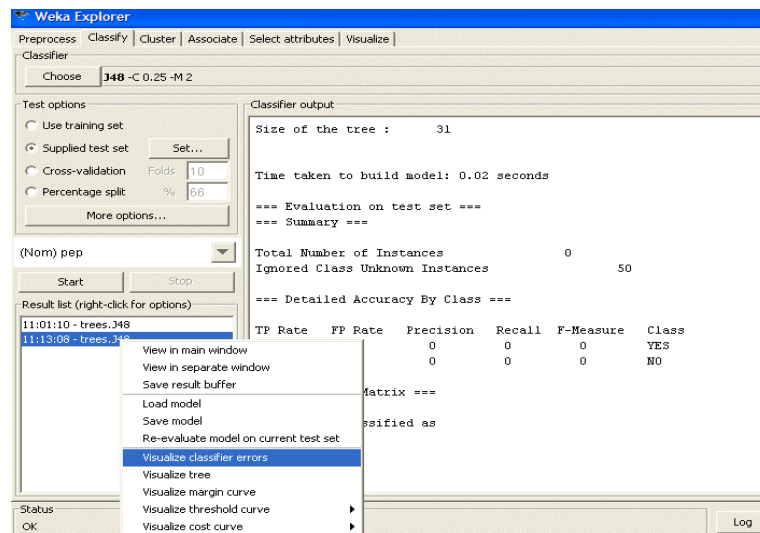 Weka Explorer
Preprocess Classify Cluster Associate Select attributes Visualize
Classifier
Choose J48 -C 0.25 -M 2
Test options
Use training set
Supplied test set Set...
Cross-validation Folds 10
Percentage split % 66
More options...
(Nom) pep
Start Stop
Result list (right-click for options)
11:01:10 - trees.J48
11:13:08 - trees.J48
Classifier output
Size of the tree : 31
Time taken to build model: 0.02 seconds
=== Evaluation on test set ===
=== Summary ===
Total Number of Instances 0
Ignored Class Unknown Instances 50
=== Detailed Accuracy By Class ===
TP Rate FP Rate Precision Recall F-Measure Class
0 0 0 YES
0 0 0 NO
Matrix ===
ssified as
View in main window
View in separate window
Save result buffer
Load model
Save model
Re-evaluate model on current test set
Visualize classifier errors
Visualize tree
Visualize margin curve
Visualize threshold curve
Visualize cost curve
Status
OK
Log